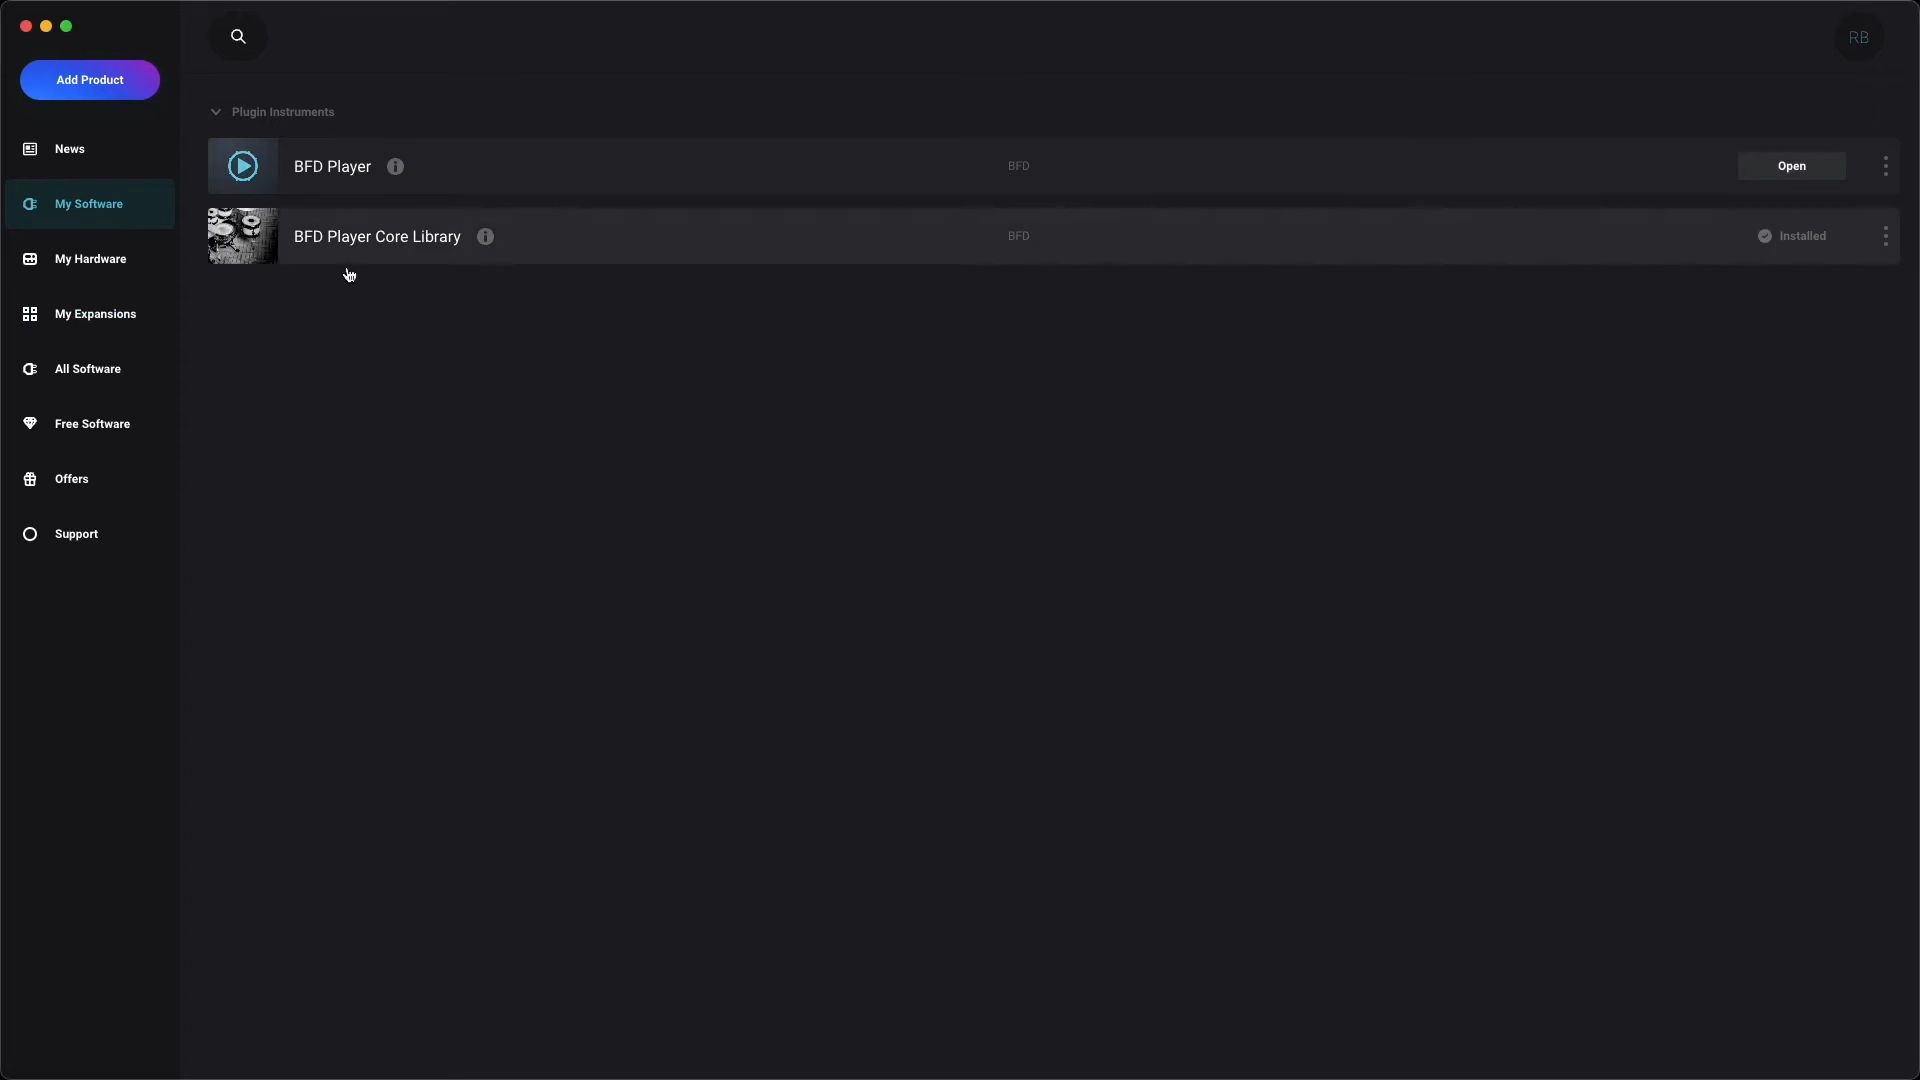 Add Product
News
My Software
My Hardware
My Expansions
All Software
Free Software
Offers
Support
RB
Plugin Instruments
BFD Player
BFD
Open
BFD Player Core Library
BFD
Installed